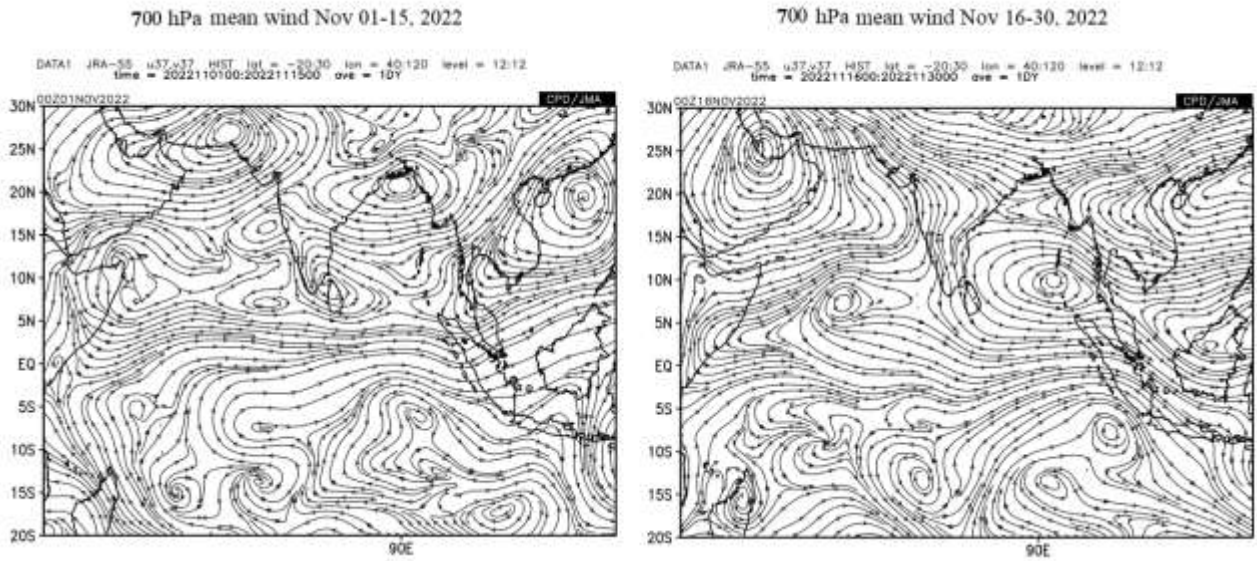 700 hPa mean wind Nov 01-15, 2022
DATA1 JRA-55 u37,v37 HIST lat = -20:30 lon = 40:120 level = 12:12
time = 2022110100:2022111500 ave = 1DY
00Z01NOV2022
CPD/JMA
30N
25N
20N
15N
10N
5N
EQ
5S
10S
15S
20S
90E
700 hPa mean wind Nov 16-30, 2022
DATA1 JRA-55 u37,v37 HIST lat = -20:30 lon = 40:120 level = 12:12
time = 2022111600:2022113000 ave = 1DY
00Z16NOV2022
CPD/JMA
30N
25N
20N
15N
10N
5N
EQ
5S
10S
15S
20S
90E